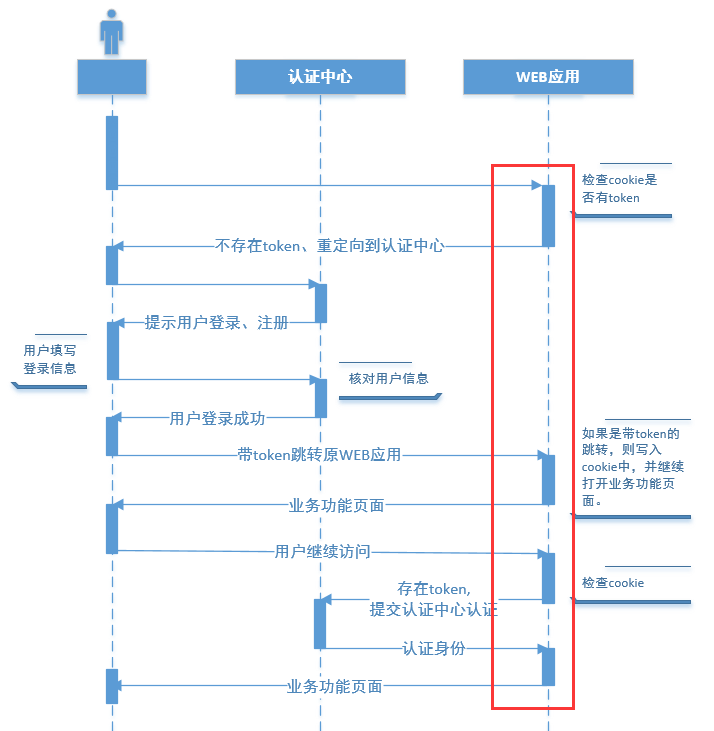 认证中心
WEB应用
检查cookie是
否有token
不存在token、重定向到认证中心
提示用户登录、注册
用户填写
登录信息
核对用户信息
用户登录成功
带token跳转原WEB应用
如果是带token的
跳转，则写入
cookie中，并继续
打开业务功能页
面。
业务功能页面
用户继续访问
检查cookie
存在token,
提交认证中心认证
认证身份
业务功能页面